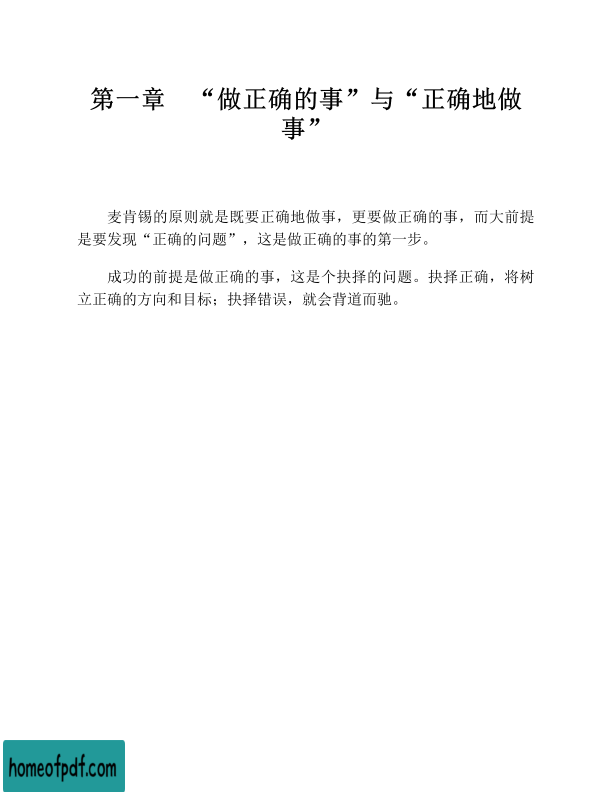 第一章　“做正确的事”与“正确地做
事”
麦肯锡的原则就是既要正确地做事，更要做正确的事，而大前提
是要发现“正确的问题”，这是做正确的事的第一步。
成功的前提是做正确的事，这是个抉择的问题。抉择正确，将树
立正确的方向和目标；抉择错误，就会背道而驰。
homeofpdf.com